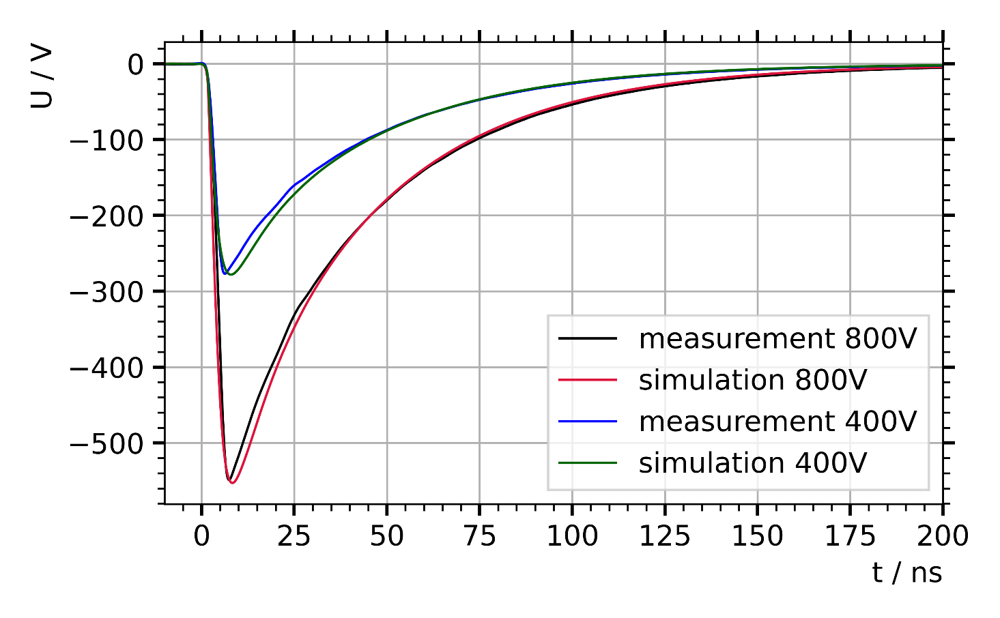 U / V
0
−100
−200
−300
−400
−500
measurement 800V
simulation 800V
measurement 400V
simulation 400V
0 25 50 75 100 125 150 175 200
t / ns